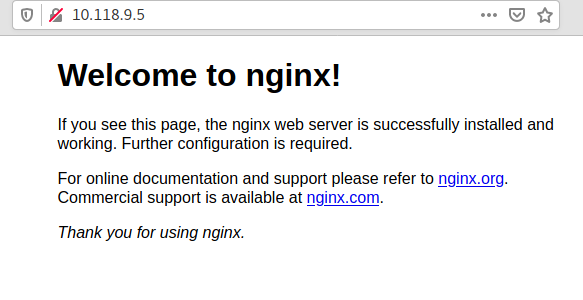 10.118.9.5
Welcome to nginx!
If you see this page, the nginx web server is successfully installed and
working. Further configuration is required.
For online documentation and support please refer to nginx.org.
Commercial support is available at nginx.com.
Thank you for using nginx.